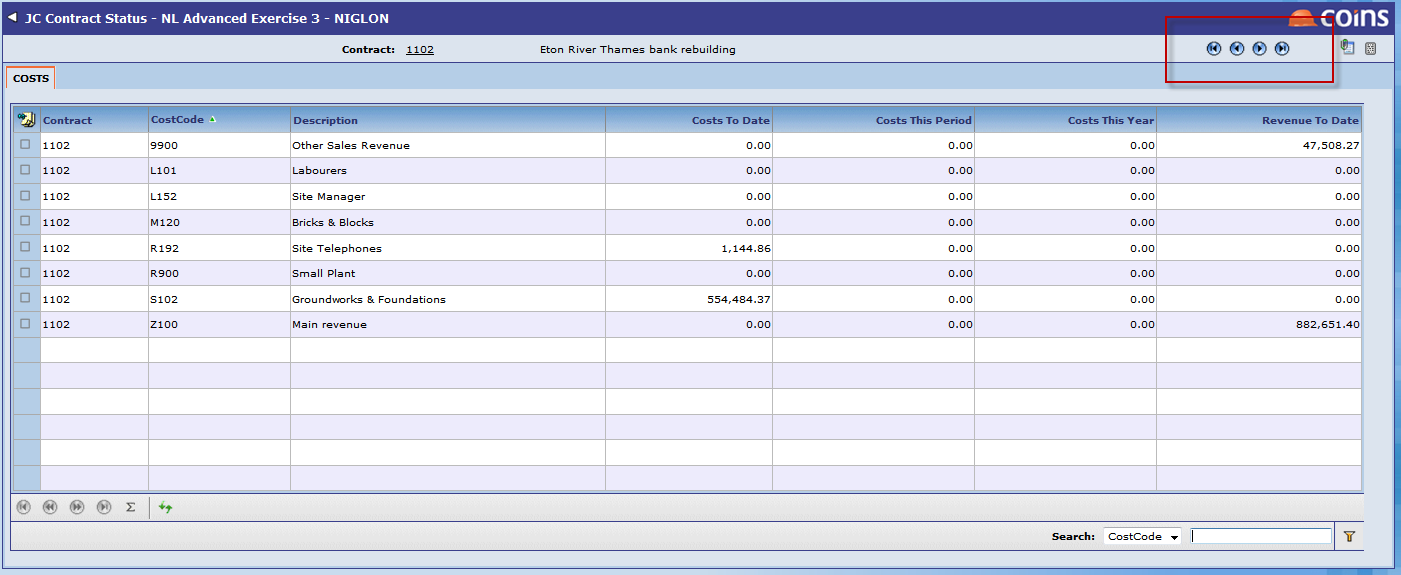 JC Contract Status - NL Advanced Exercise 3 - NIGLON coins
Contract: 1102 Eton River Thames bank rebuilding
COSTS
Contract CostCode Description Costs To Date Costs This Period Costs This Year Revenue To Date
1102 9900 Other Sales Revenue 0.00 0.00 0.00 47,508.27
1102 L101 Labourers 0.00 0.00 0.00 0.00
1102 L152 Site Manager 0.00 0.00 0.00 0.00
1102 M120 Bricks & Blocks 0.00 0.00 0.00 0.00
1102 R192 Site Telephones 1,144.86 0.00 0.00 0.00
1102 R900 Small Plant 0.00 0.00 0.00 0.00
1102 S102 Groundworks & Foundations 554,484.37 0.00 0.00 0.00
1102 Z100 Main revenue 0.00 0.00 0.00 882,651.40
Σ
Search: CostCode